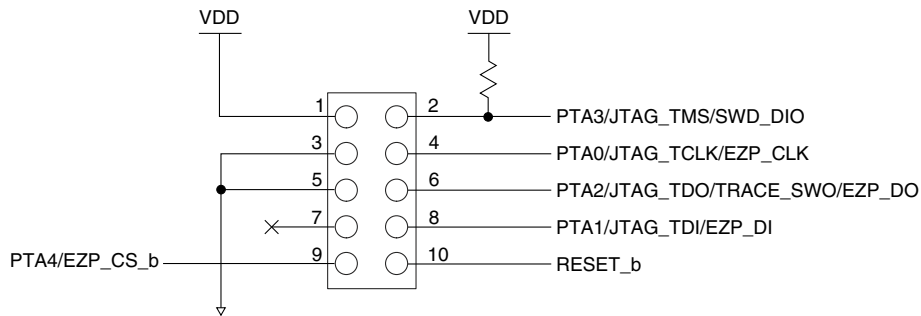 VDD
VDD
1
2
PTA3/JTAG_TMS/SWD_DIO
3
4
PTA0/JTAG_TCLK/EZP_CLK
5
6
PTA2/JTAG_TDO/TRACE_SWO/EZP_DO
7
8
PTA1/JTAG_TDI/EZP_DI
PTA4/EZP_CS_b
9
10
RESET_b